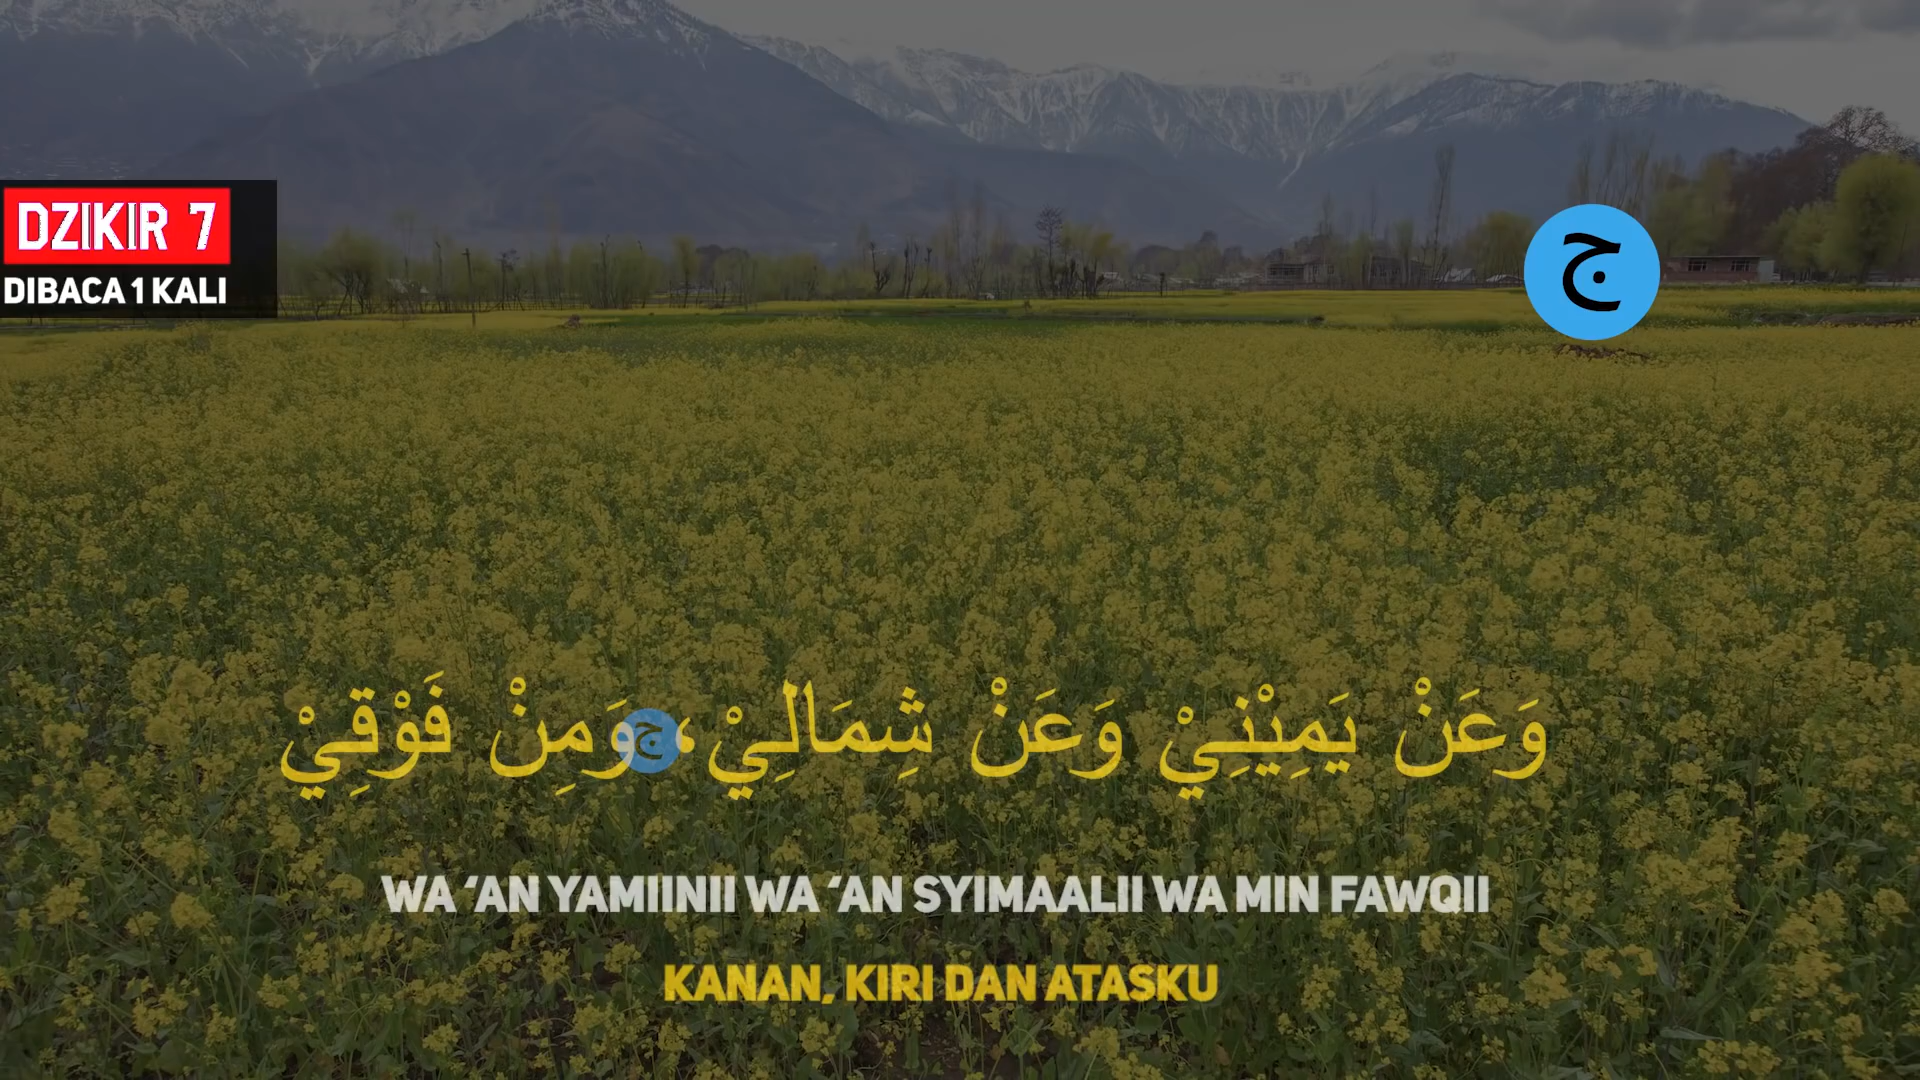 DZIKIR 7
DIBACA 1 KALI
ج
وَعَنْ يَمِيْنِيْ وَعَنْ شِمَالِيْ، وَمِنْ فَوْقِيْ
ج
WA ‘AN YAMIINII WA ‘AN SYIMAALII WA MIN FAWQII
KANAN, KIRI DAN ATASKU